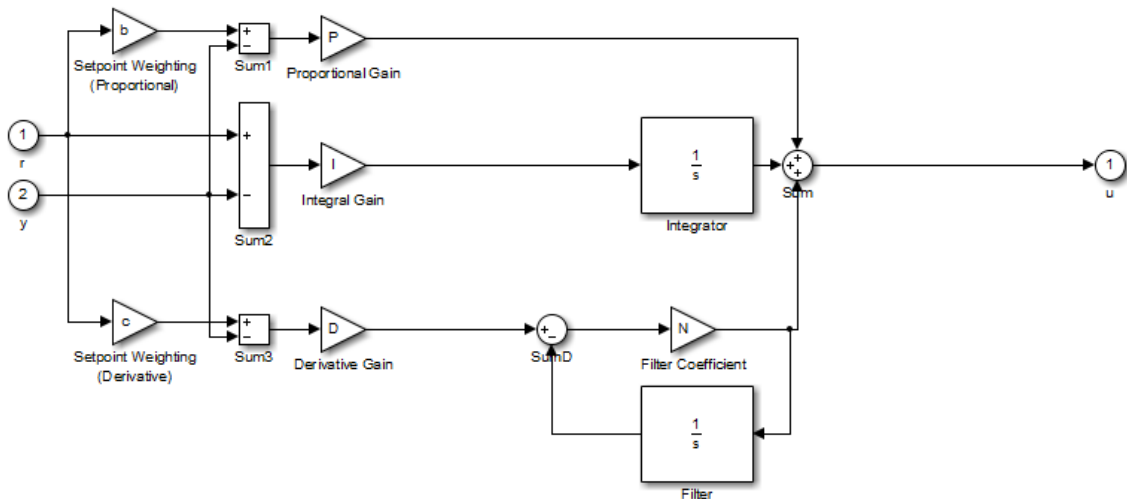 b
+
−
P
Setpoint Weighting
(Proportional)
Sum1
Proportional Gain
1
r
2
y
+
−
Sum2
I
Integral Gain
1
s
Integrator
+
+
+
Sum
1
u
c
+
−
D
Setpoint Weighting
(Derivative)
Sum3
Derivative Gain
+
−
SumD
N
Filter Coefficient
1
s
Filter